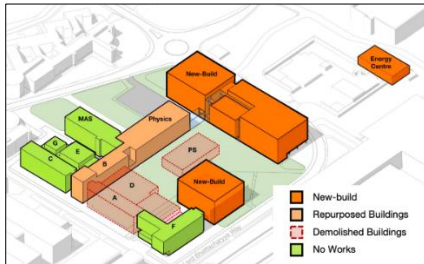 New-Build
Energy
Centre
MAS
Physics
G
E
C
B
PS
D
A
New-Build
F
New-build
Repurposed Buildings
Demolished Buildings
No Works